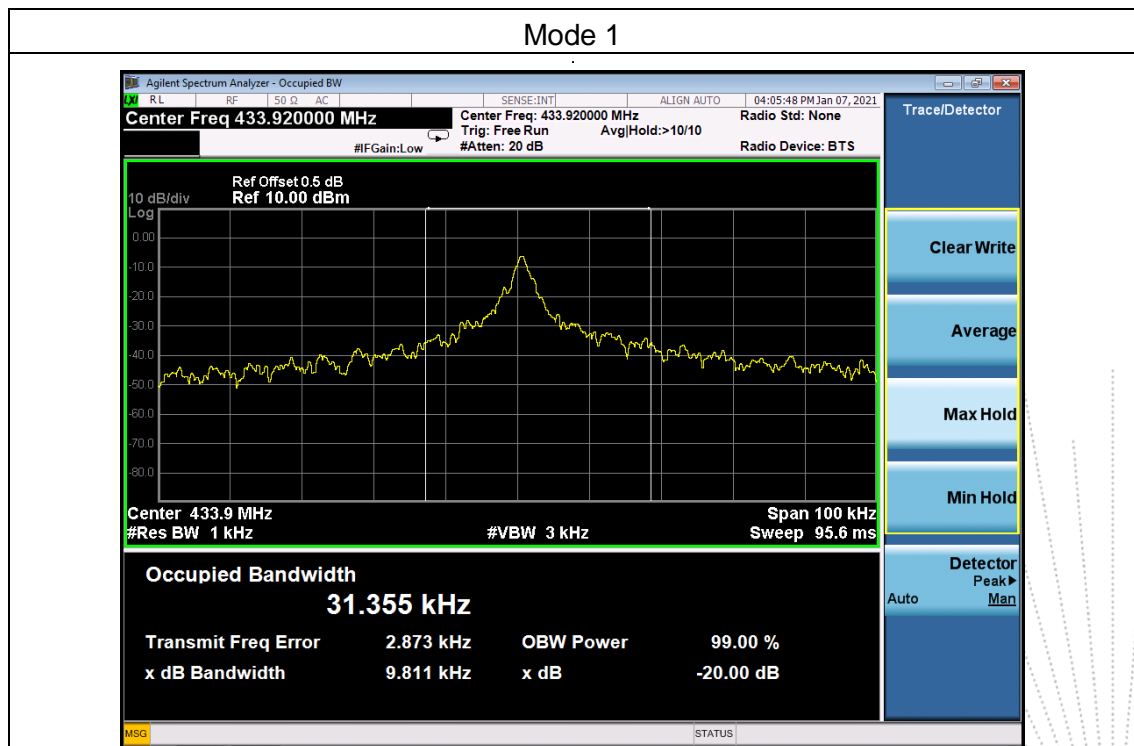 Mode 1
Agilent Spectrum Analyzer - Occupied BW
LXI RL RF 50 Ω AC SENSE:INT ALIGN AUTO 04:05:48 PM Jan 07, 2021
Center Freq 433.920000 MHz
Center Freq: 433.920000 MHz
Radio Std: None
Trig: Free Run Avg|Hold:>10/10
#IFGain:Low #Atten: 20 dB Radio Device: BTS
Ref Offset 0.5 dB
10 dB/div Ref 10.00 dBm
Log
0.00
-10.0
-20.0
-30.0
-40.0
-50.0
-60.0
-70.0
-80.0
Center 433.9 MHz Span 100 kHz
#Res BW 1 kHz #VBW 3 kHz Sweep 95.6 ms
Occupied Bandwidth
31.355 kHz
Transmit Freq Error 2.873 kHz OBW Power 99.00 %
x dB Bandwidth 9.811 kHz x dB -20.00 dB
MSG STATUS
Trace/Detector
Clear Write
Average
Max Hold
Min Hold
Detector
Peak▶
Auto Man